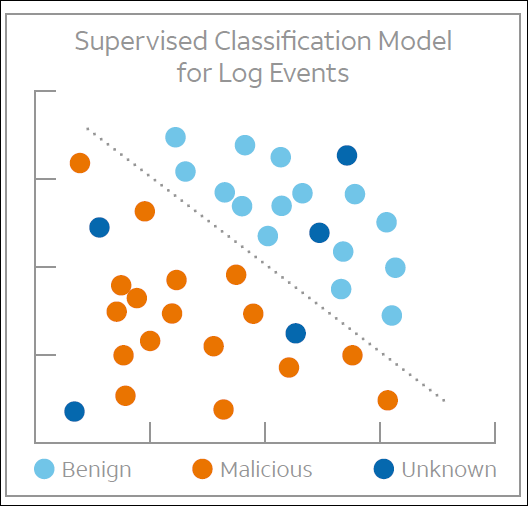 Supervised Classification Model
for Log Events
Benign Malicious Unknown